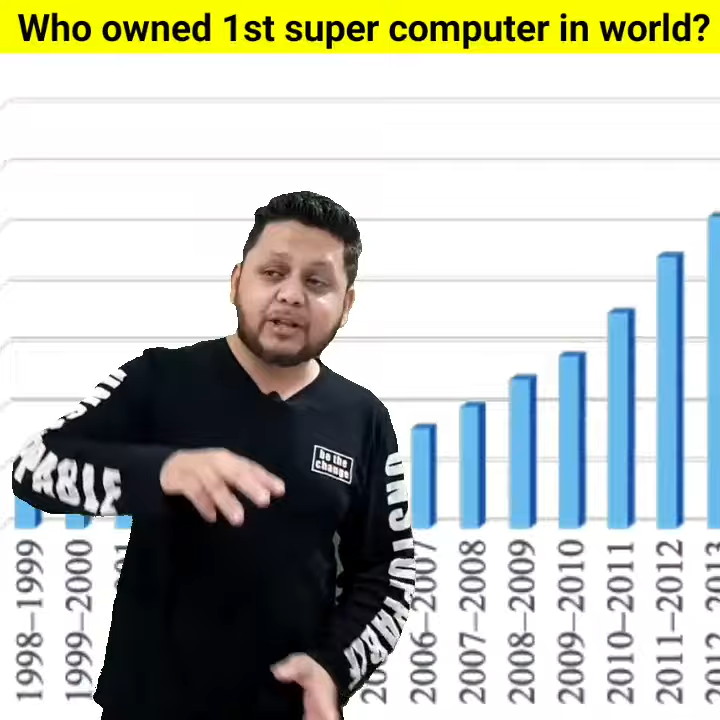 Who owned 1st super computer in world?
be the
change
UNSTOPPABLE
1998–1999
1999–2000
2006–2007
2007–2008
2008–2009
2009–2010
2010–2011
2011–2012